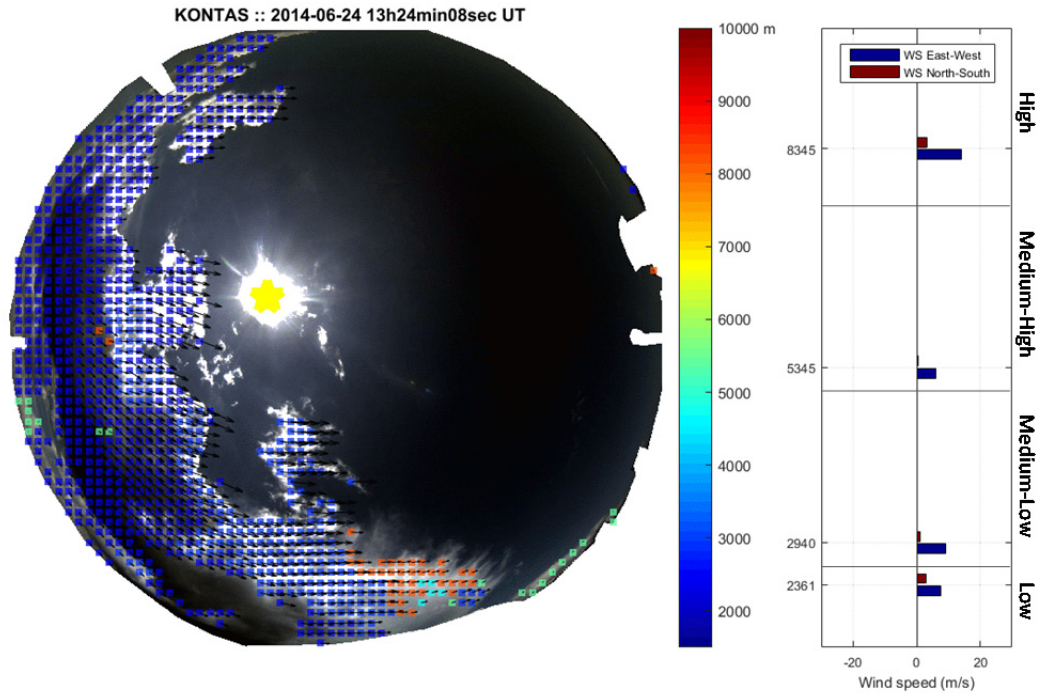 KONTAS :: 2014-06-24 13h24min08sec UT
10000 m
9000
8000
7000
6000
5000
4000
3000
2000
WS East-West
WS North-South
8345
5345
2940
2361
-20 0 20
Wind speed (m/s)
High
Medium-High
Medium-Low
Low